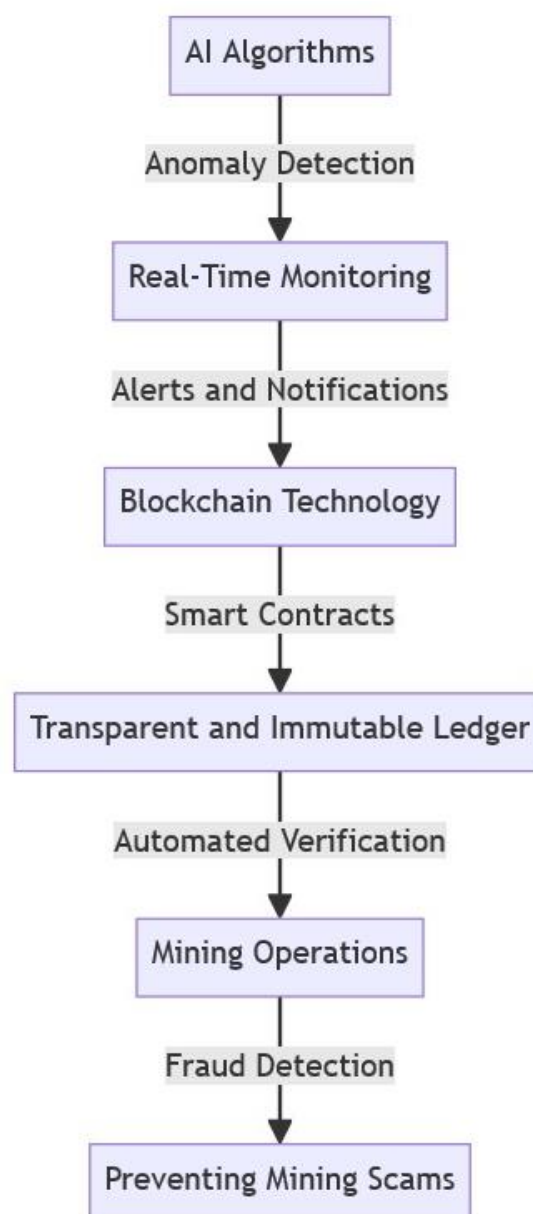 AI Algorithms
Anomaly Detection
Real-Time Monitoring
Alerts and Notifications
Blockchain Technology
Smart Contracts
Transparent and Immutable Ledger
Automated Verification
Mining Operations
Fraud Detection
Preventing Mining Scams